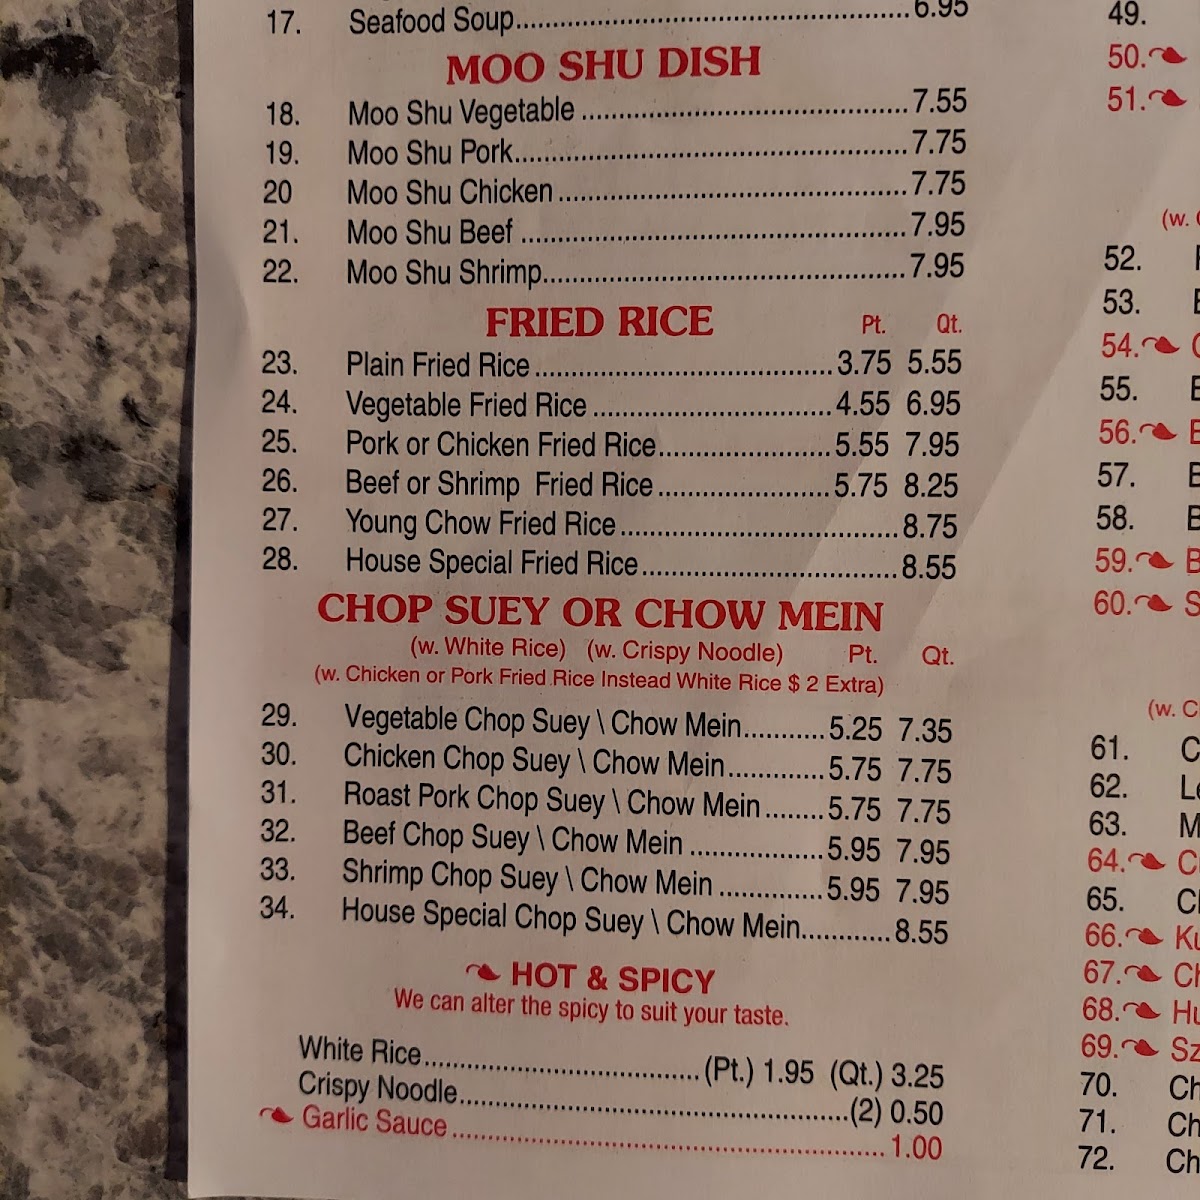 17. Seafood Soup..........6.95
MOO SHU DISH
18. Moo Shu Vegetable..........7.55
19. Moo Shu Pork..........7.75
20 Moo Shu Chicken..........7.75
21. Moo Shu Beef..........7.95
22. Moo Shu Shrimp..........7.95
FRIED RICE Pt. Qt.
23. Plain Fried Rice..........3.75 5.55
24. Vegetable Fried Rice..........4.55 6.95
25. Pork or Chicken Fried Rice..........5.55 7.95
26. Beef or Shrimp Fried Rice..........5.75 8.25
27. Young Chow Fried Rice..........8.75
28. House Special Fried Rice..........8.55
CHOP SUEY OR CHOW MEIN
(w. White Rice) (w. Crispy Noodle) Pt. Qt.
(w. Chicken or Pork Fried Rice Instead White Rice $ 2 Extra)
29. Vegetable Chop Suey \ Chow Mein..........5.25 7.35
30. Chicken Chop Suey \ Chow Mein..........5.75 7.75
31. Roast Pork Chop Suey \ Chow Mein..........5.75 7.75
32. Beef Chop Suey \ Chow Mein..........5.95 7.95
33. Shrimp Chop Suey \ Chow Mein..........5.95 7.95
34. House Special Chop Suey \ Chow Mein..........8.55
HOT & SPICY
We can alter the spicy to suit your taste.
White Rice..........(Pt.) 1.95 (Qt.) 3.25
Crispy Noodle..........(2) 0.50
Garlic Sauce..........1.00
49.
50.
51.
(w.
52.
53.
54.
55.
56.
57.
58.
59.
60.
(w.
61.
62.
63.
64.
65.
66.
67.
68.
69.
70.
71.
72.